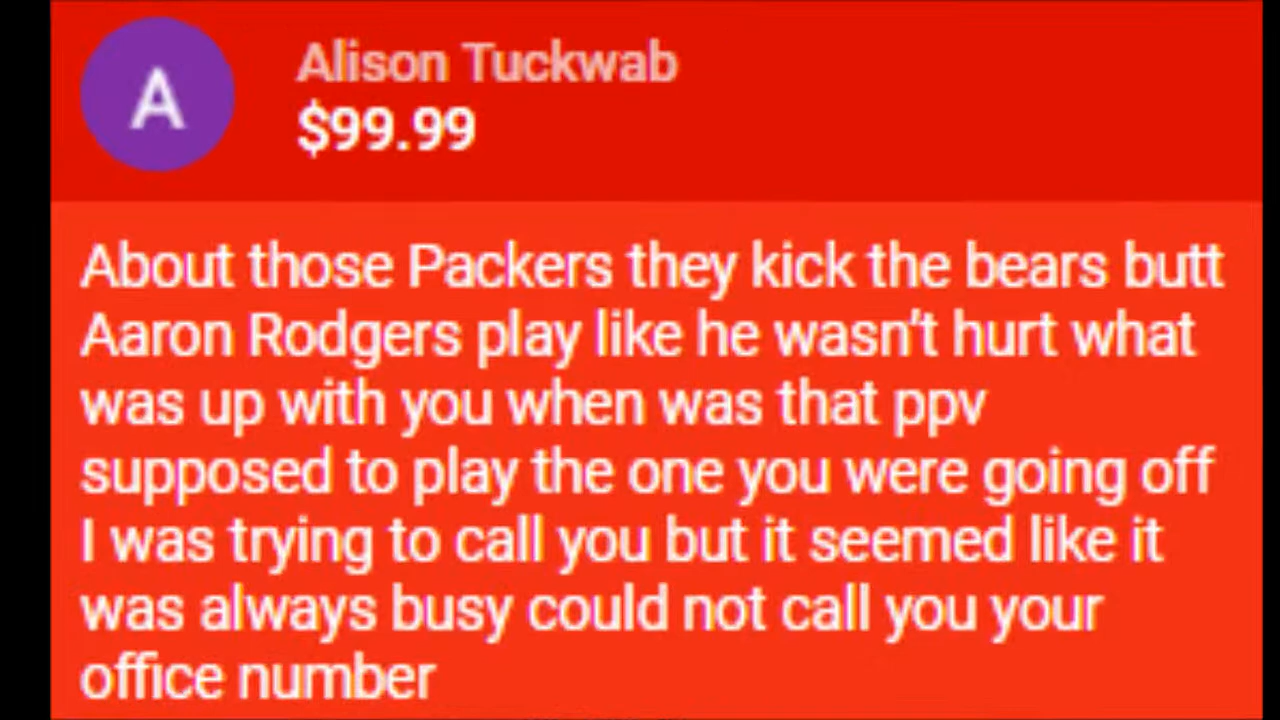 A
Alison Tuckwab
$99.99
About those Packers they kick the bears butt
Aaron Rodgers play like he wasn’t hurt what
was up with you when was that ppv
supposed to play the one you were going off
I was trying to call you but it seemed like it
was always busy could not call you your
office number